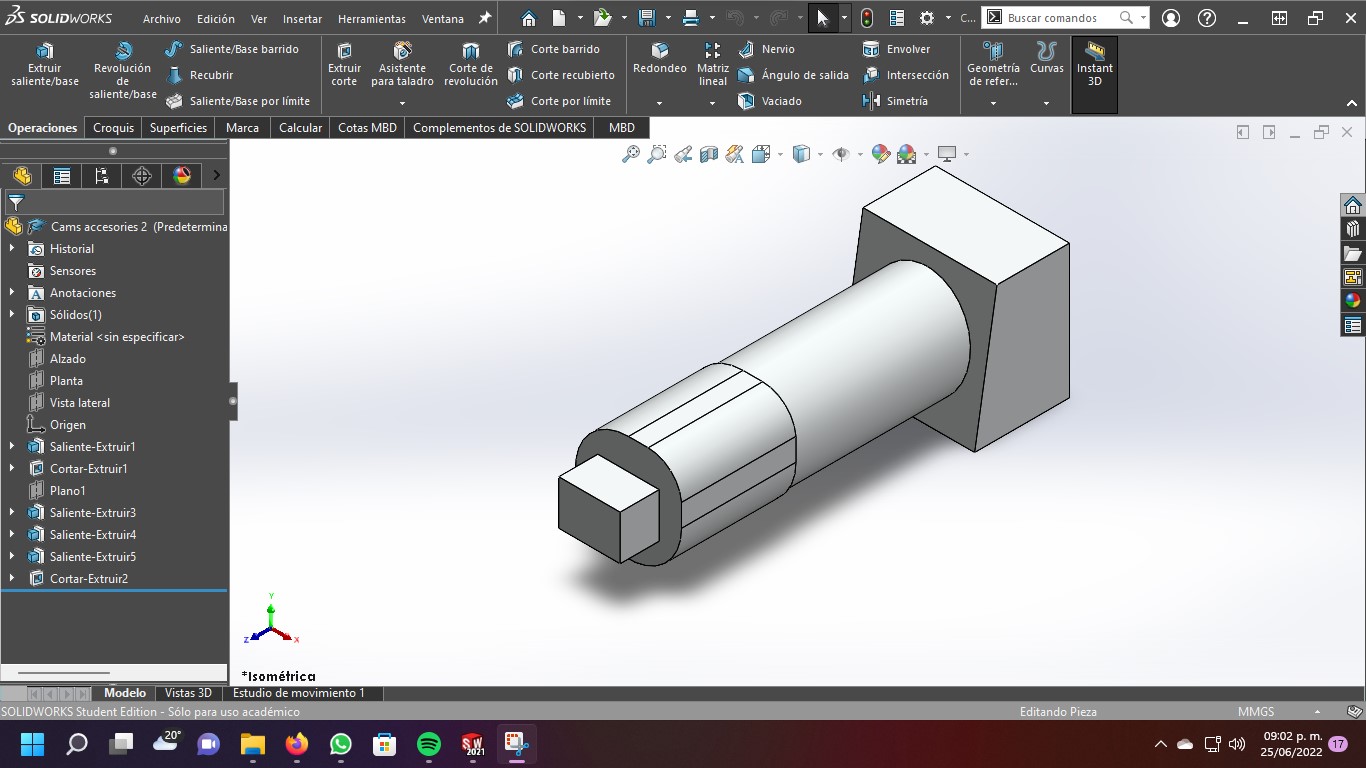 SOLIDWORKS
Archivo Edición Ver Insertar Herramientas Ventana
C...
Buscar comandos
Extruir saliente/base
Revolución de saliente/base
Saliente/Base barrido
Recubrir
Saliente/Base por límite
Extruir corte
Asistente para taladro
Corte de revolución
Corte barrido
Corte recubierto
Corte por límite
Redondeo
Matriz lineal
Nervio
Ángulo de salida
Vaciado
Envolver
Intersección
Simetría
Geometría de refer...
Curvas
Instant 3D
Operaciones Croquis Superficies Marca Calcular Cotas MBD Complementos de SOLIDWORKS MBD
Cams accesories 2 (Predetermina
Historial
Sensores
Anotaciones
Sólidos(1)
Material <sin especificar>
Alzado
Planta
Vista lateral
Origen
Saliente-Extruir1
Cortar-Extruir1
Plano1
Saliente-Extruir3
Saliente-Extruir4
Saliente-Extruir5
Cortar-Extruir2
Y
Z X
*Isométrica
Modelo Vistas 3D Estudio de movimiento 1
SOLIDWORKS Student Edition - Sólo para uso académico Editando Pieza MMGS
20°
SW 2021
09:02 p. m.
25/06/2022
17